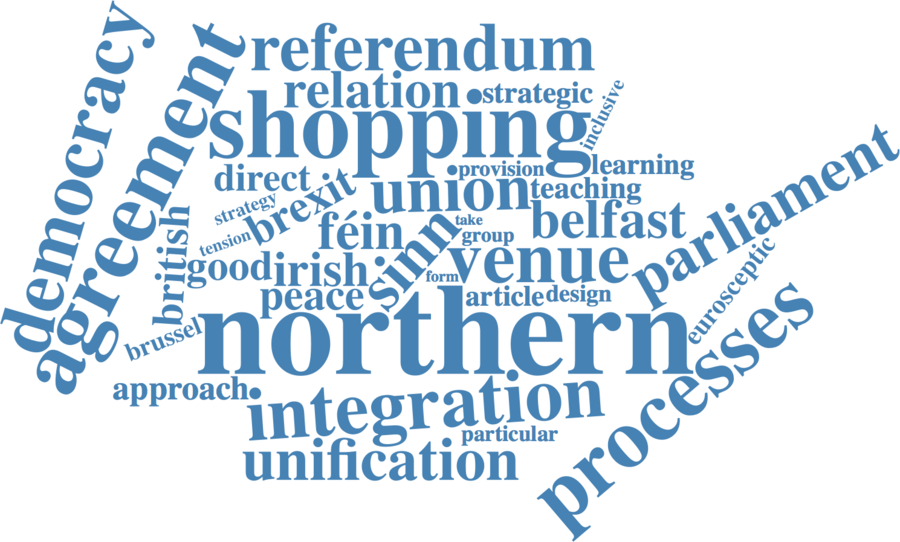 democracy
agreement
referendum
relation
strategic
inclusive
shopping
provision
learning
direct
union
teaching
parliament
strategy
brexit
take
belfast
british
tension
féin
sinn
group
good
irish
form
venue
eurosceptic
peace
article
design
brussel
northern
processes
approach
integration
particular
unification